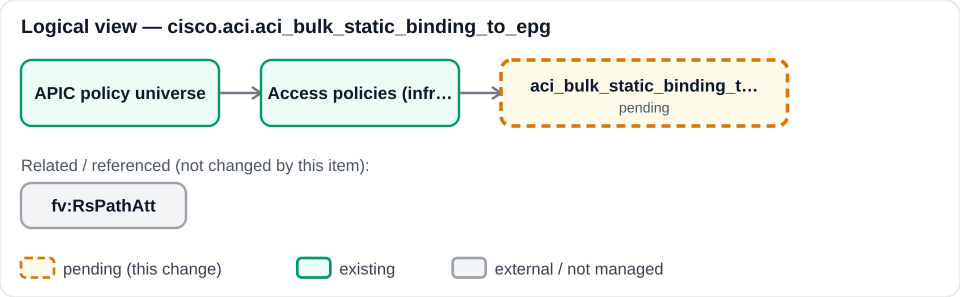 Logical view — cisco.aci.aci_bulk_static_binding_to_epg
APIC policy universe
Access policies (infr…
aci_bulk_static_binding_t…
pending
Related / referenced (not changed by this item):
fv:RsPathAtt
pending (this change)
existing
external / not managed